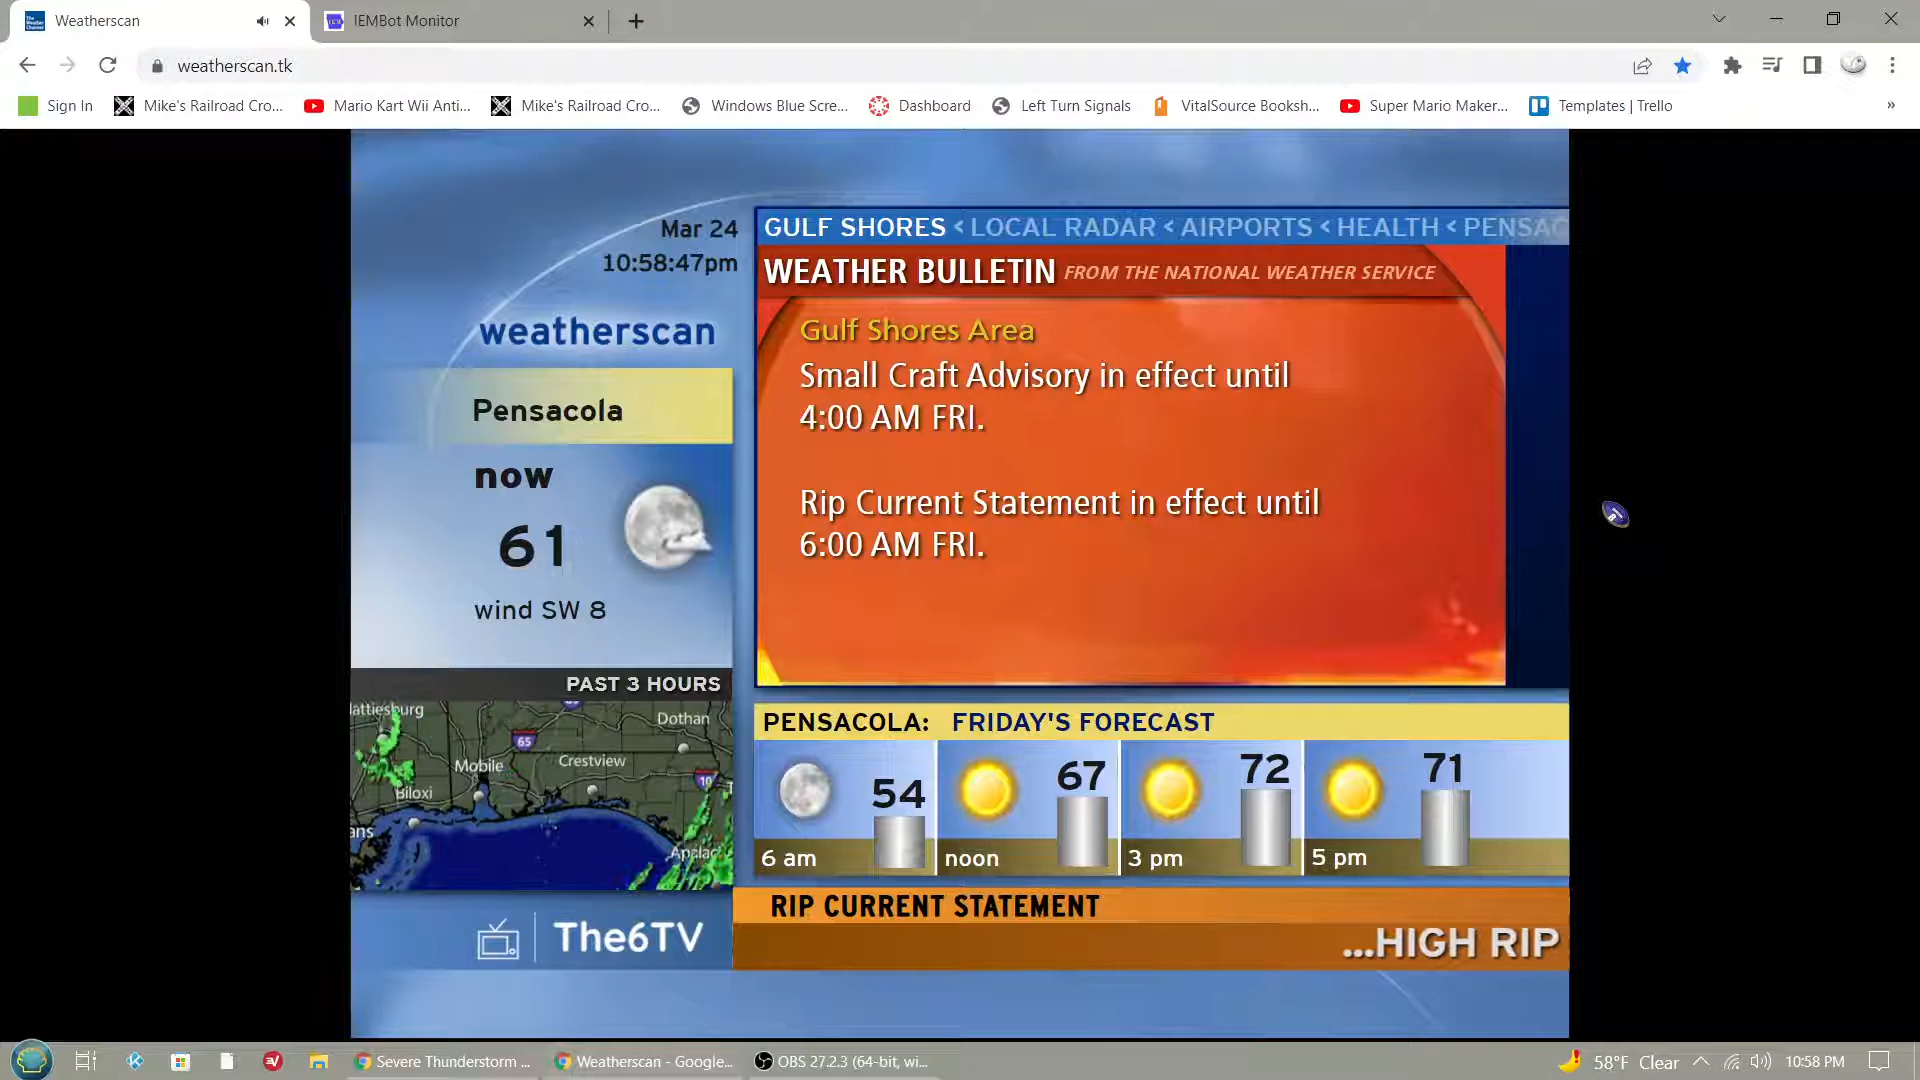 Weatherscan
IEMBot Monitor
weatherscan.tk
Sign In
Mike's Railroad Cro...
Mario Kart Wii Anti...
Mike's Railroad Cro...
Windows Blue Scre...
Dashboard
Left Turn Signals
VitalSource Booksh...
Super Mario Maker...
Templates | Trello
»
Mar 24
10:58:47pm
weatherscan
Pensacola
now
61
wind SW 8
PAST 3 HOURS
attiesburg
Dothan
65
Mobile
Crestview
10
Biloxi
ans
Apalac
The6TV
GULF SHORES < LOCAL RADAR < AIRPORTS < HEALTH < PENSAC
WEATHER BULLETIN FROM THE NATIONAL WEATHER SERVICE
Gulf Shores Area
Small Craft Advisory in effect until
4:00 AM FRI.
Rip Current Statement in effect until
6:00 AM FRI.
PENSACOLA: FRIDAY'S FORECAST
54
67
72
71
6 am
noon
3 pm
5 pm
RIP CURRENT STATEMENT
...HIGH RIP
Severe Thunderstorm ...
Weatherscan - Google...
OBS 27.2.3 (64-bit, wi...
58°F Clear
10:58 PM